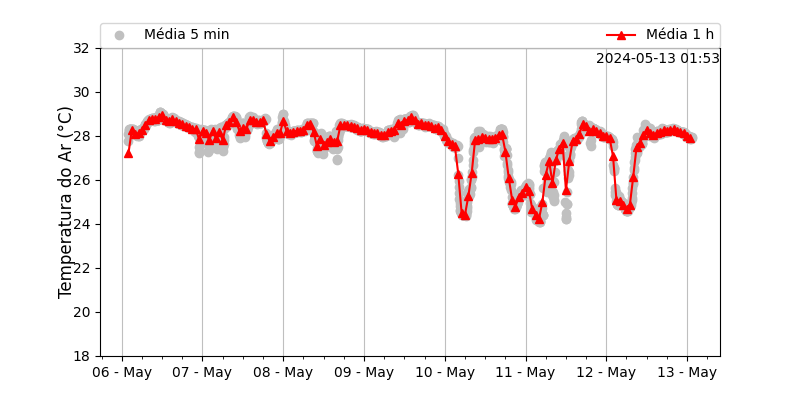 Média 5 min
Média 1 h
2024-05-13 01:53
Temperatura do Ar (°C)
32
30
28
26
24
22
20
18
06 - May
07 - May
08 - May
09 - May
10 - May
11 - May
12 - May
13 - May